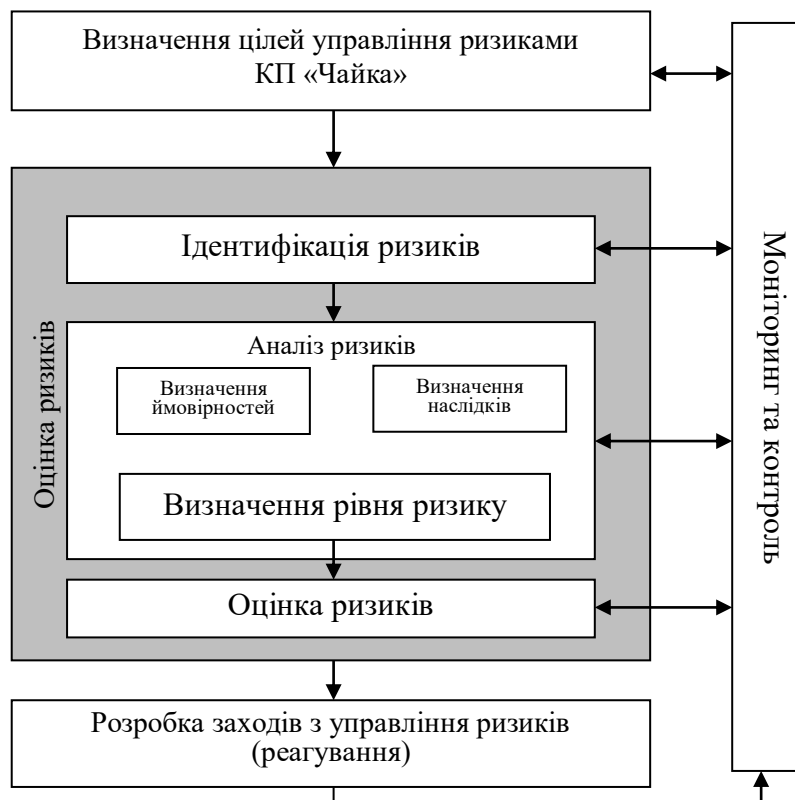 Визначення цілей управління ризиками
КП «Чайка»
Ідентифікація ризиків
Оцінка ризиків
Аналіз ризиків
Визначення
ймовірностей
Визначення
наслідків
Визначення рівня ризику
Оцінка ризиків
Розробка заходів з управління ризиків
(реагування)
Моніторинг та контроль